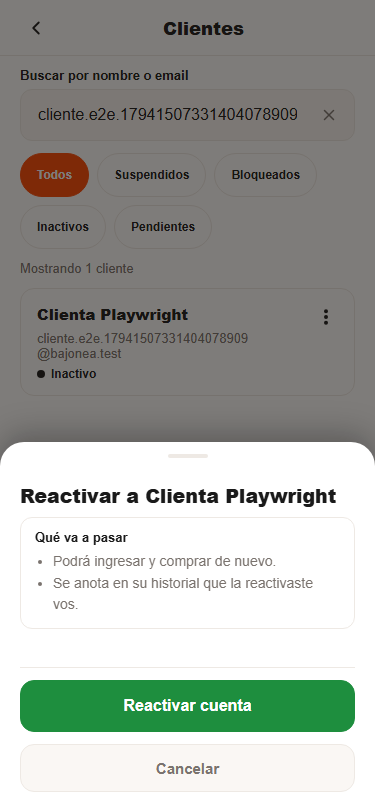 Clientes
Buscar por nombre o email
cliente.e2e.17941507331404078909
Todos
Suspendidos
Bloqueados
Inactivos
Pendientes
Mostrando 1 cliente
Clienta Playwright
cliente.e2e.17941507331404078909
@bajonea.test
Inactivo
Reactivar a Clienta Playwright
Qué va a pasar
• Podrá ingresar y comprar de nuevo.
• Se anota en su historial que la reactivaste
vos.
Reactivar cuenta
Cancelar